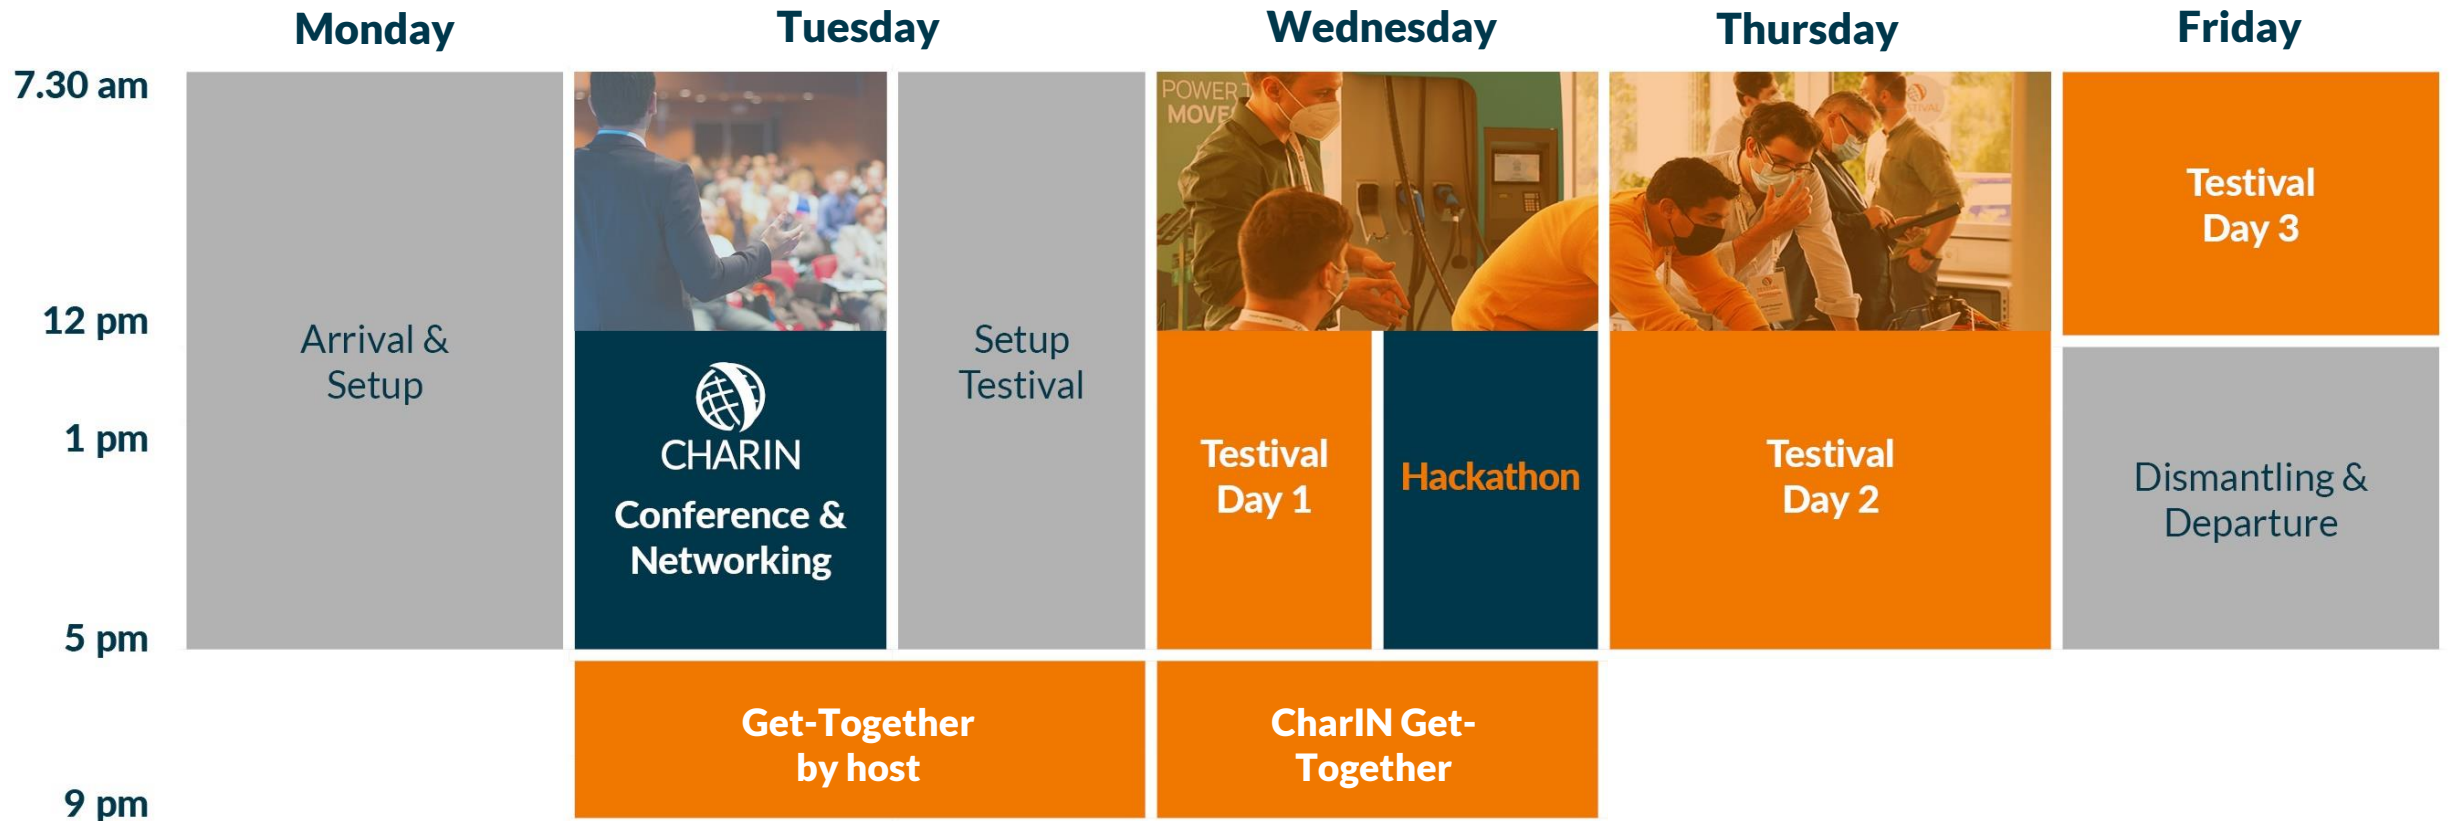 Monday
Tuesday
Wednesday
Thursday
Friday
7.30 am
12 pm
1 pm
5 pm
9 pm
Arrival &
Setup
CHARIN
Conference &
Networking
Setup
Testival
POWER T
MOVE
Testival
Day 1
Hackathon
Testival
Day 2
Testival
Day 3
Dismantling &
Departure
Get-Together
by host
CharIN Get-
Together